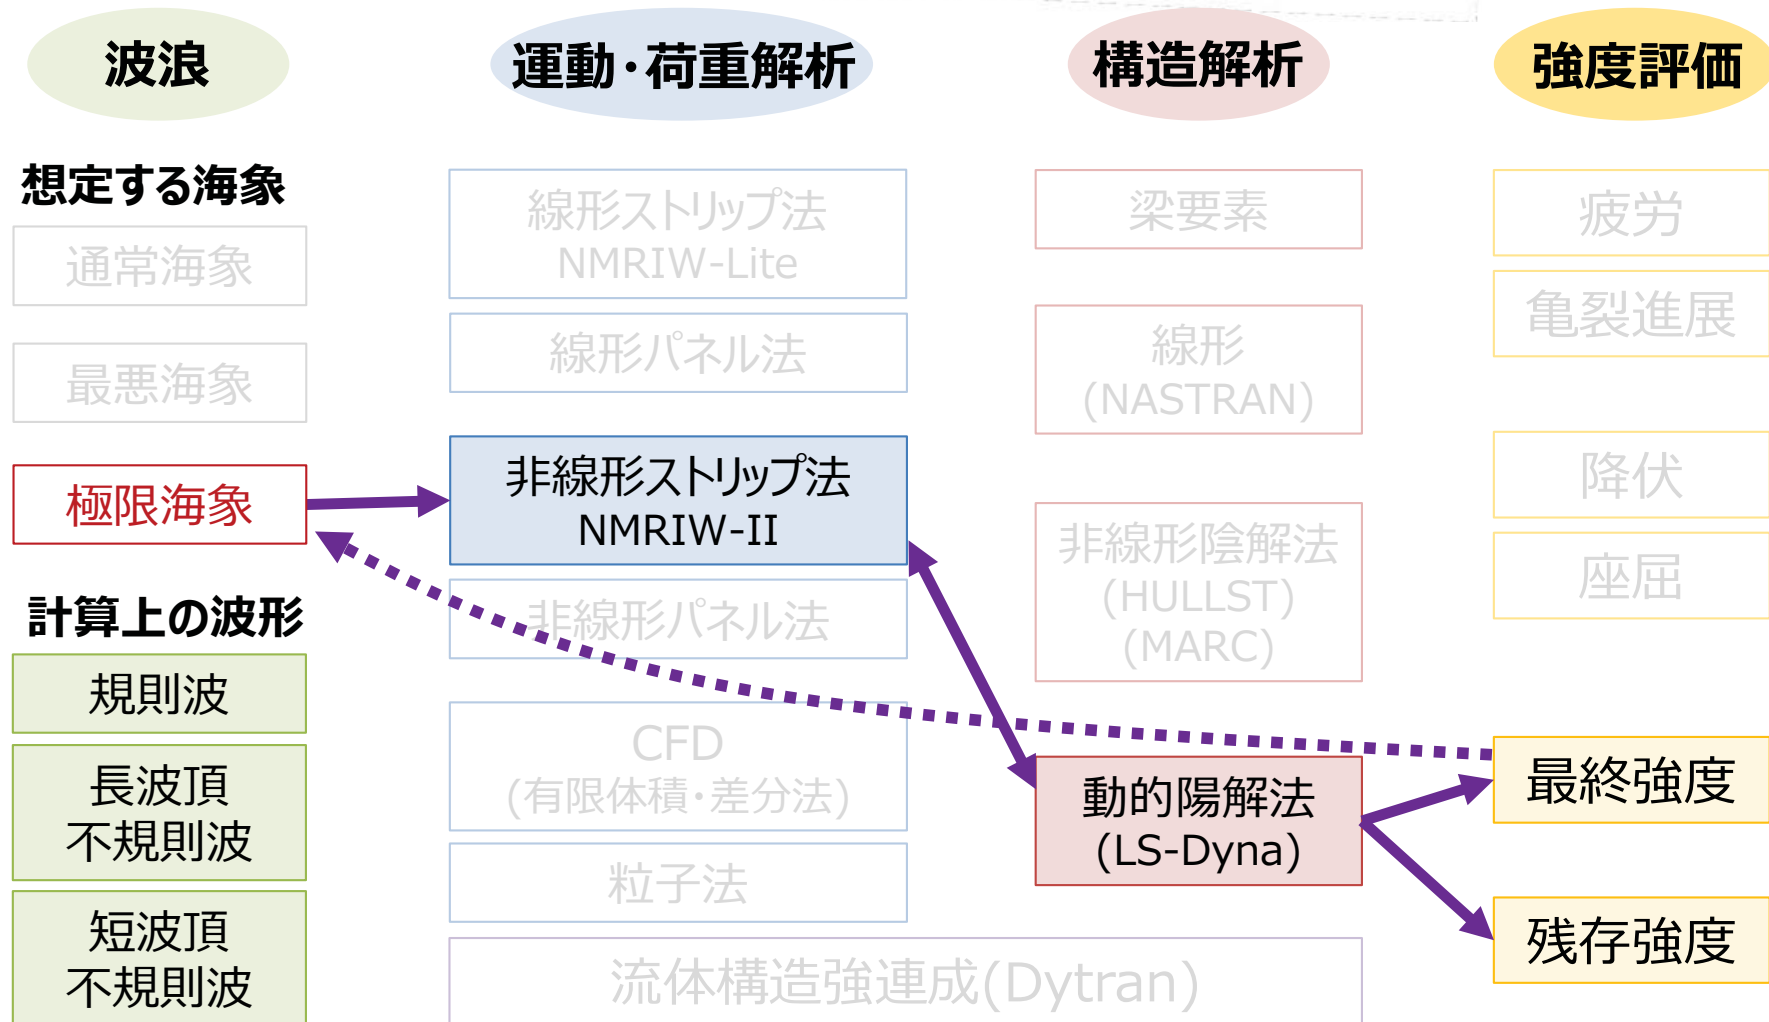 波浪
運動・荷重解析
構造解析
強度評価
想定する海象
通常海象
最悪海象
極限海象
計算上の波形
規則波
長波頂
不規則波
短波頂
不規則波
線形ストリップ法
NMRIW-Lite
線形パネル法
非線形ストリップ法
NMRIW-II
非線形パネル法
CFD
(有限体積・差分法)
粒子法
流体構造強連成(Dytran)
梁要素
線形
(NASTRAN)
非線形陰解法
(HULLST)
(MARC)
動的陽解法
(LS-Dyna)
疲労
亀裂進展
降伏
座屈
最終強度
残存強度